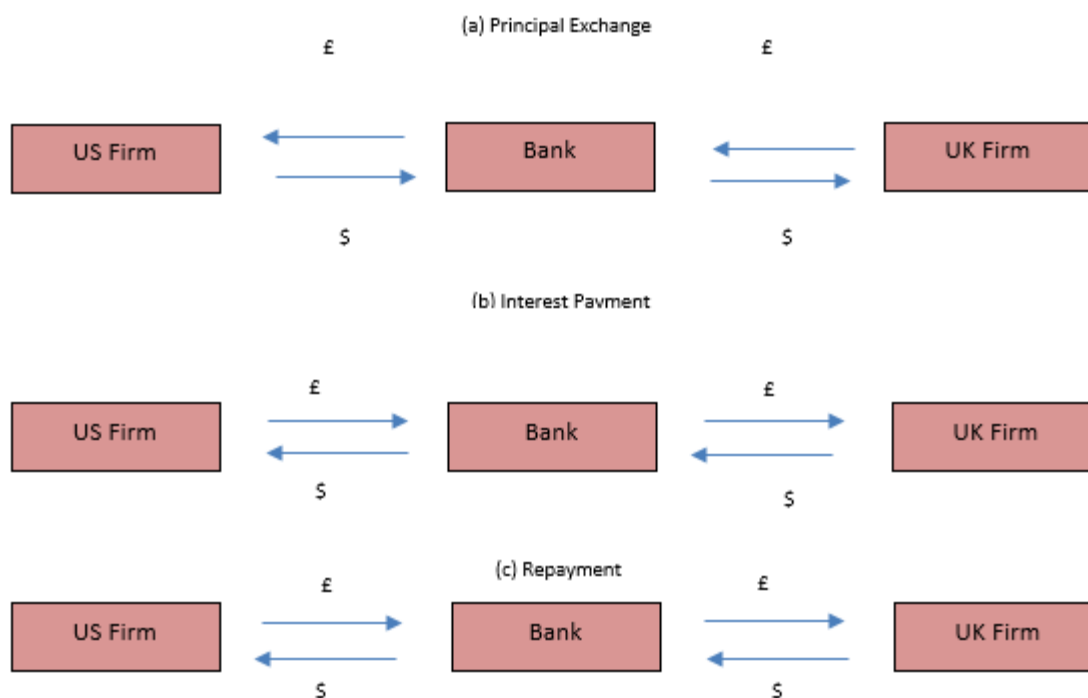 (a) Principal Exchange
£ £
US Firm Bank UK Firm
$ $
(b) Interest Payment
£ £
US Firm Bank UK Firm
$ $
(c) Repayment
£ £
US Firm Bank UK Firm
$ $